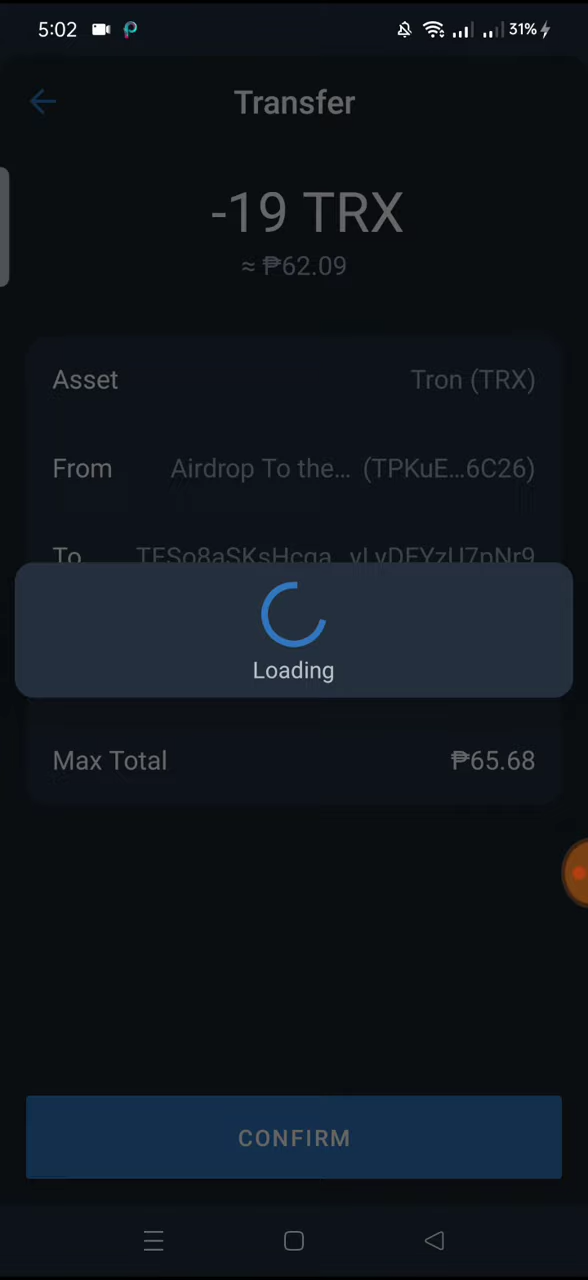 5:02 31%
Transfer
-19 TRX
≈ ₱62.09
Asset Tron (TRX)
From Airdrop To the... (TPKuE...6C26)
To
Loading
Max Total ₱65.68
CONFIRM